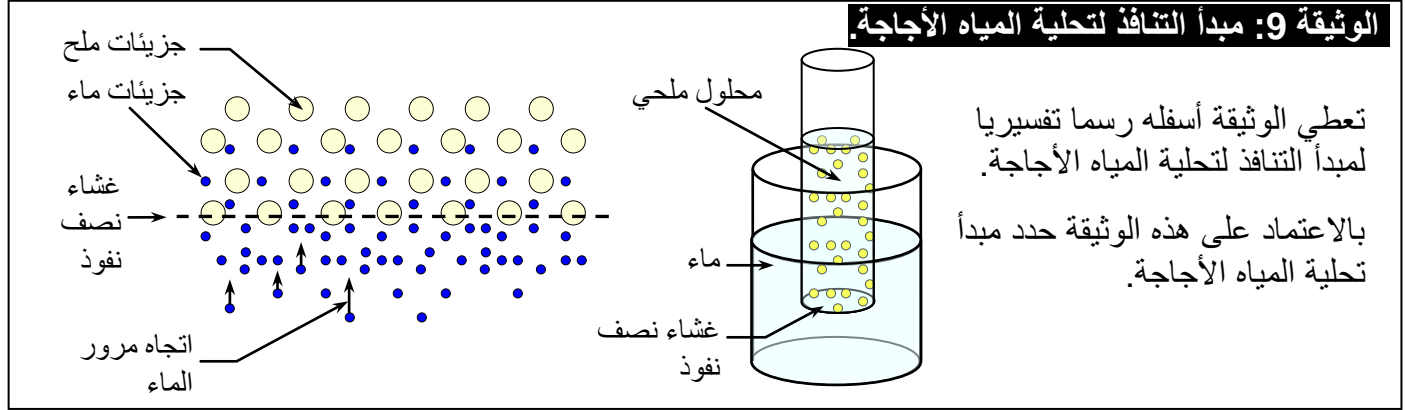 الوثيقة 9: مبدأ التنافذ لتحلية المياه الأجاجة.
تعطي الوثيقة أسفله رسما تفسيريا
لمبدأ التنافذ لتحلية المياه الأجاجة.
بالاعتماد على هذه الوثيقة حدد مبدأ
تحلية المياه الأجاجة.
محلول ملحي
ماء
غشاء نصف
نفوذ
جزيئات ملح
جزيئات ماء
غشاء
نصف
نفوذ
اتجاه مرور
الماء